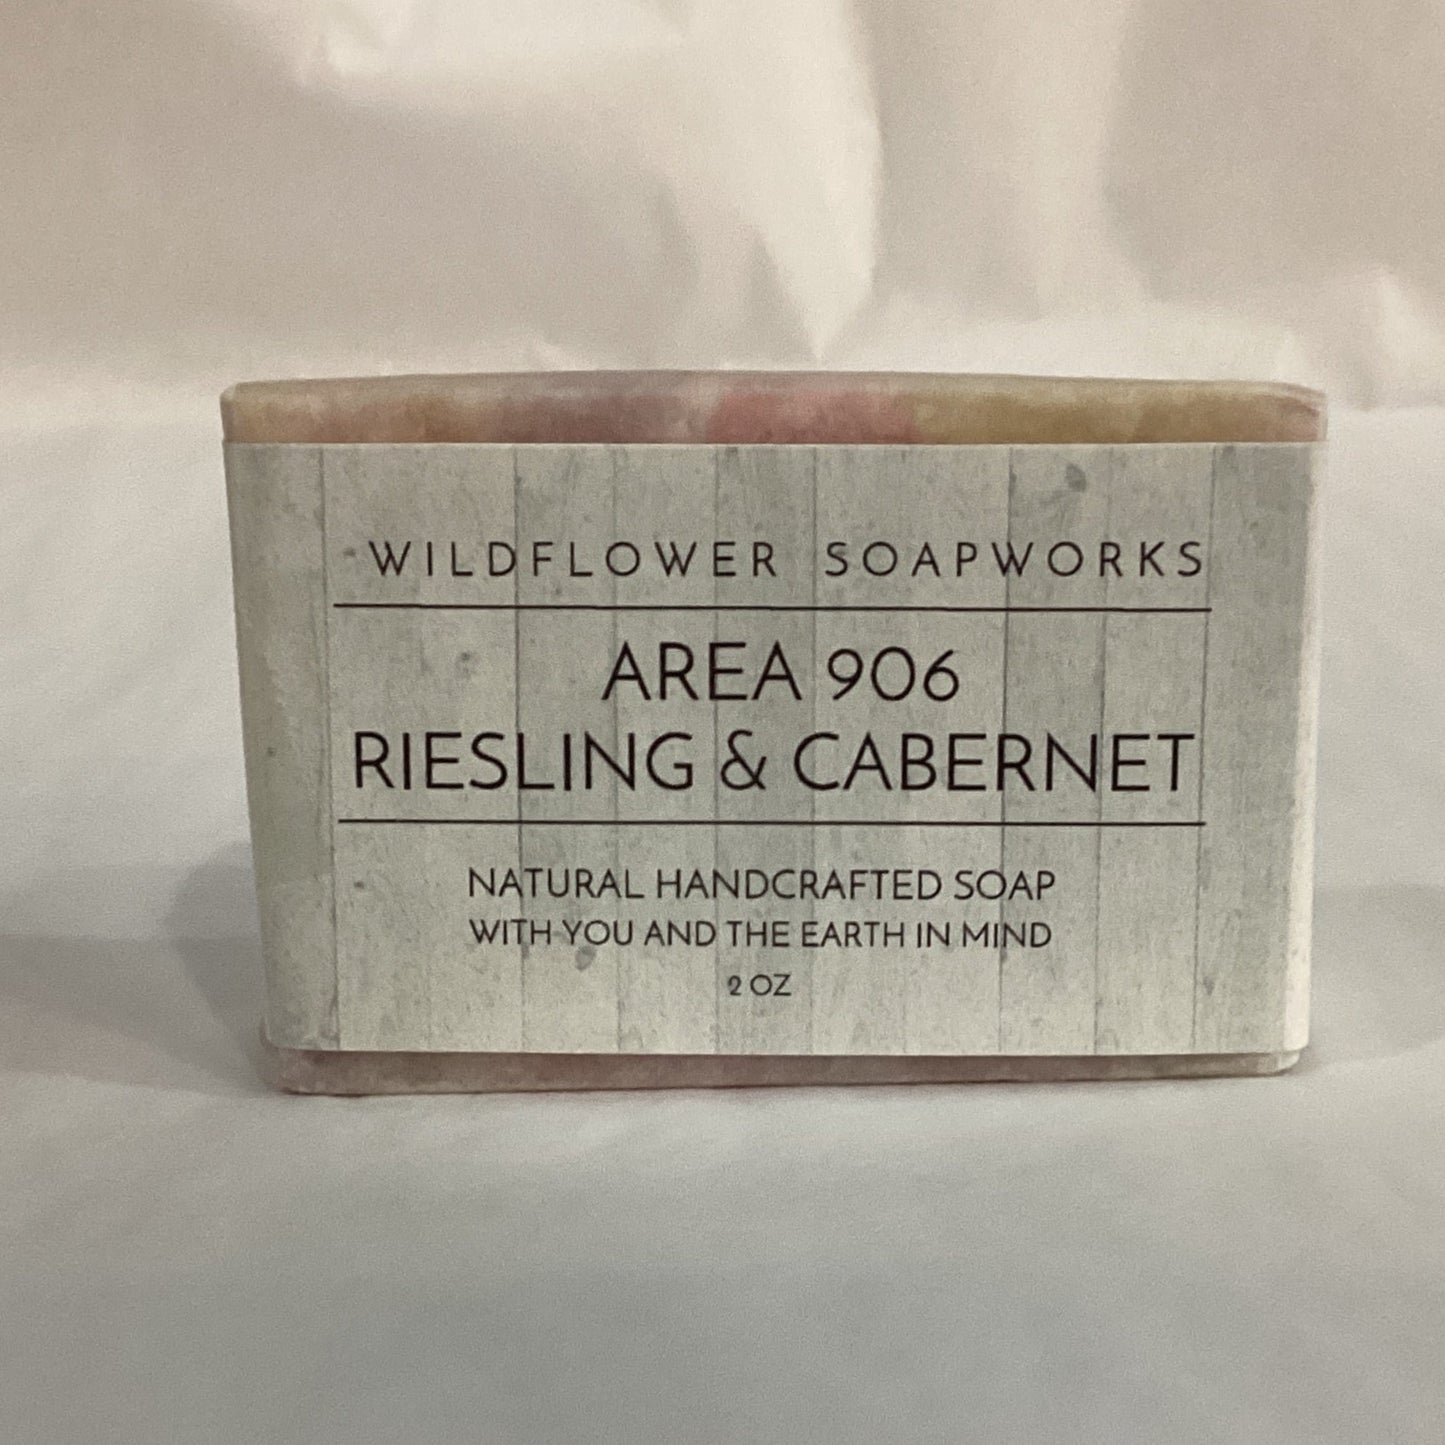 WILDFLOWER SOAPWORKS
AREA 906
RIESLING & CABERNET
NATURAL HANDCRAFTED SOAP
WITH YOU AND THE EARTH IN MIND
2 OZ